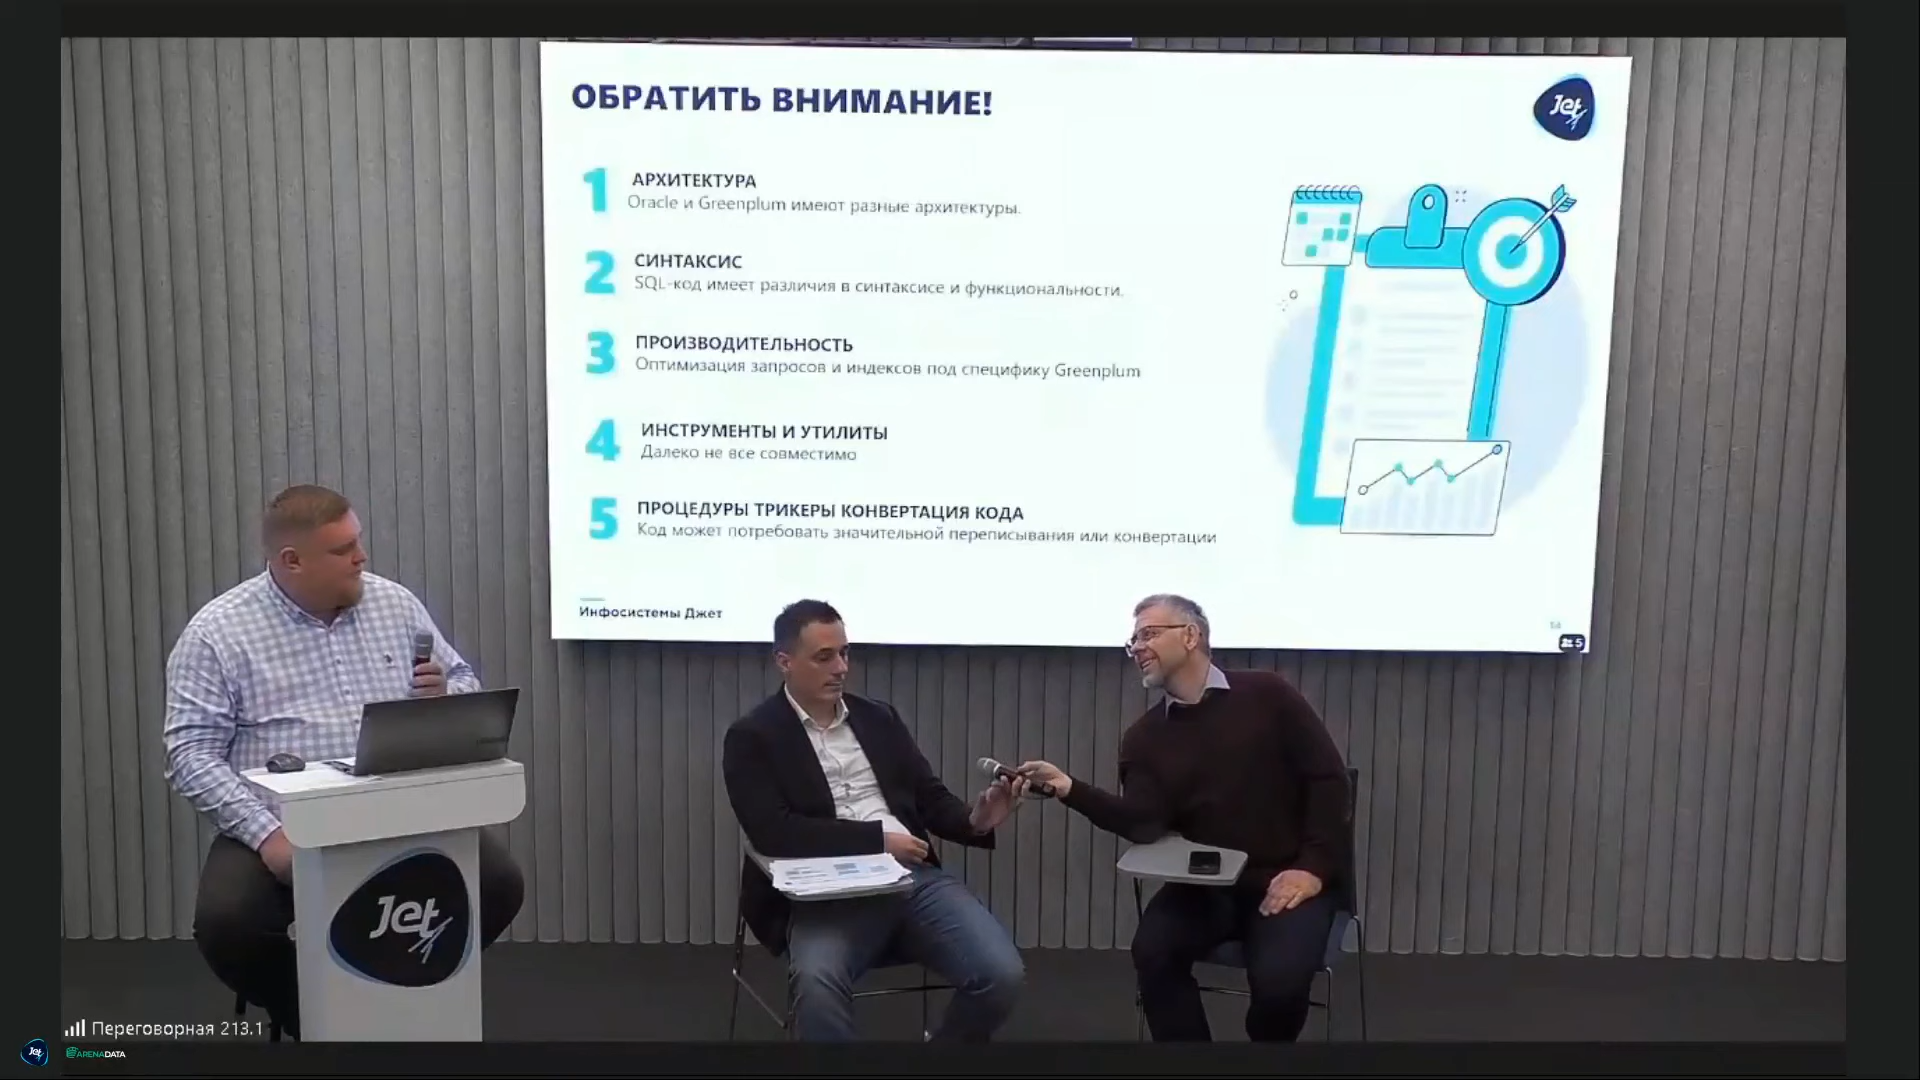 ОБРАТИТЬ ВНИМАНИЕ!
Jet
1 АРХИТЕКТУРА
Oracle и Greenplum имеют разные архитектуры.
2 СИНТАКСИС
SQL-код имеет различия в синтаксисе и функциональности.
3 ПРОИЗВОДИТЕЛЬНОСТЬ
Оптимизация запросов и индексов под специфику Greenplum
4 ИНСТРУМЕНТЫ И УТИЛИТЫ
Далеко не все совместимо
5 ПРОЦЕДУРЫ ТРИКЕРЫ КОНВЕРТАЦИЯ КОДА
Код может потребовать значительной переписывания или конвертации
Инфосистемы Джет
5
Jet
Переговорная 213.1
Jet
ARENADATA